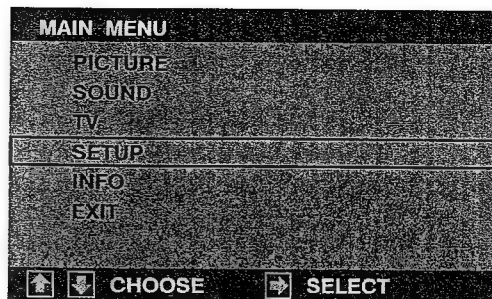 MAIN MENU
PICTURE
SOUND
TV
SETUP
INFO
EXIT
CHOOSE SELECT